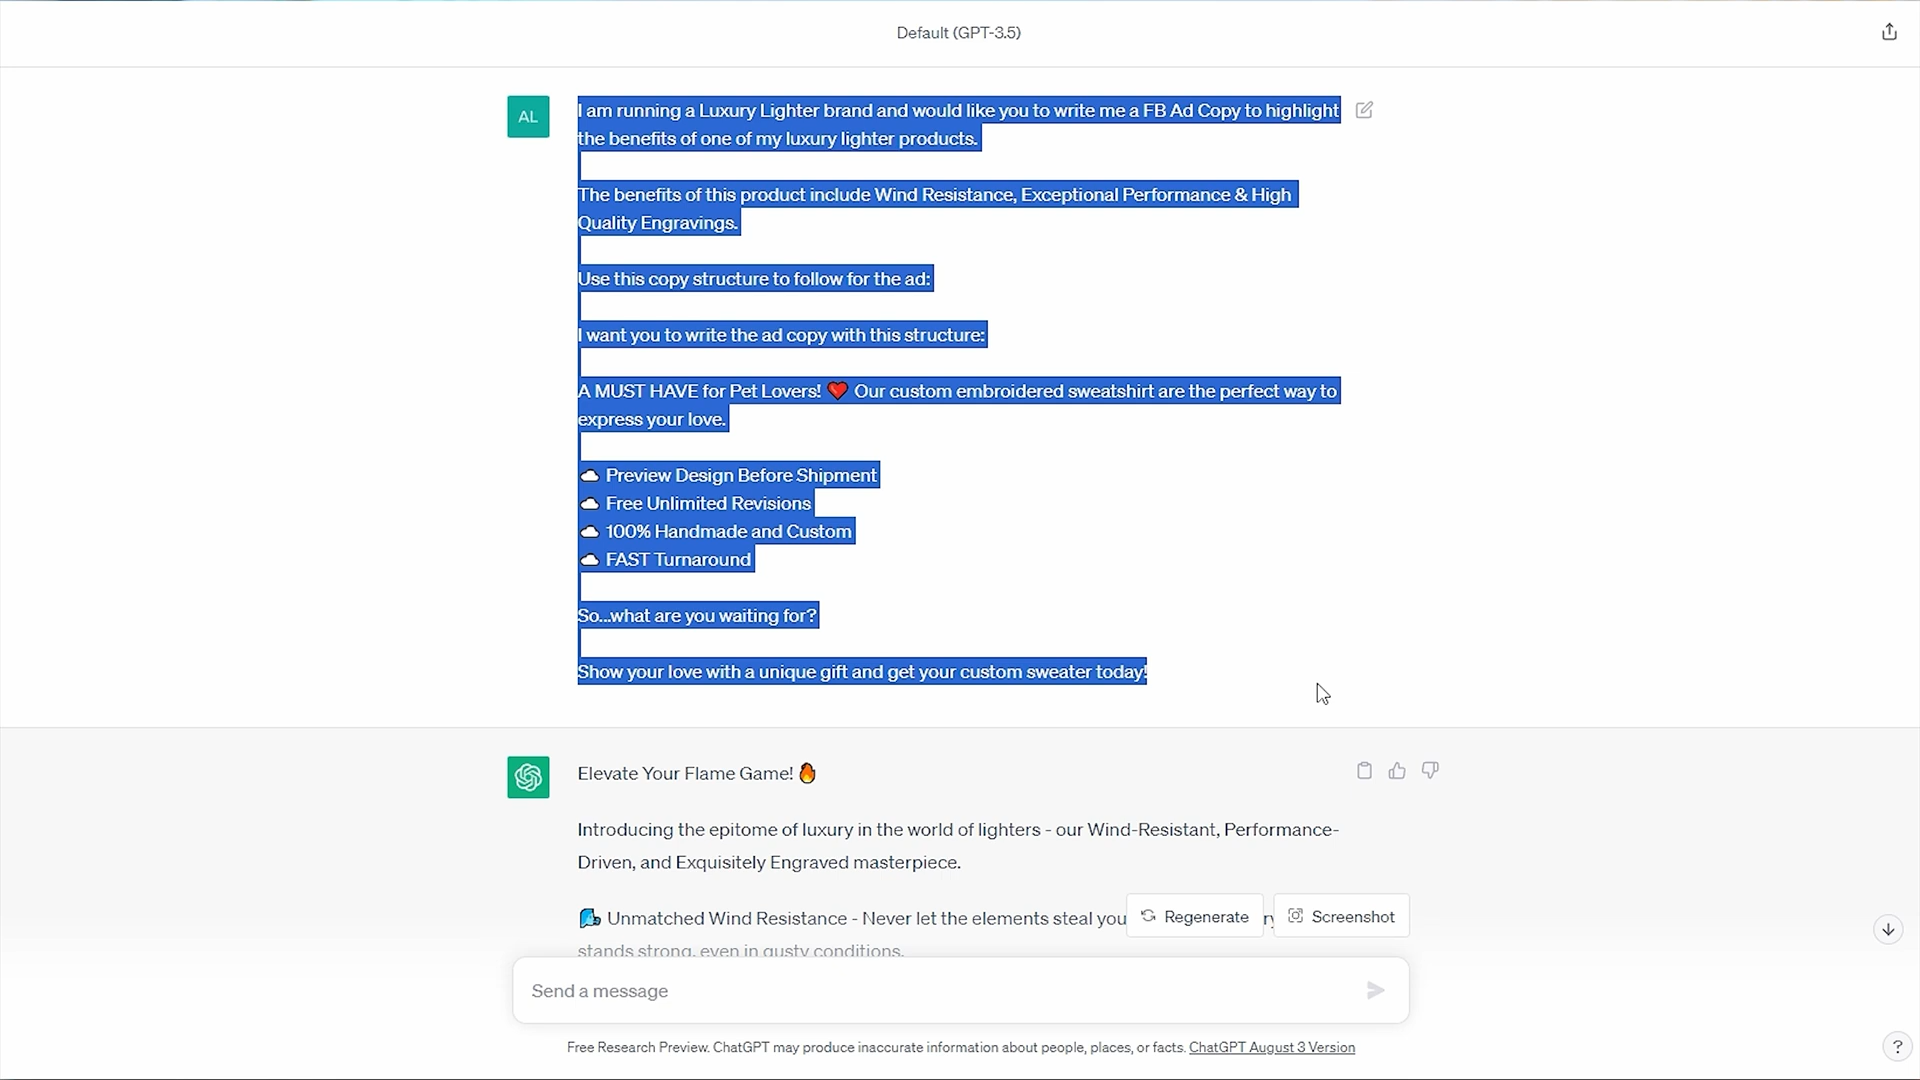 Default (GPT-3.5)
AL
I am running a Luxury Lighter brand and would like you to write me a FB Ad Copy to highlight
the benefits of one of my luxury lighter products.
The benefits of this product include Wind Resistance, Exceptional Performance & High
Quality Engravings.
Use this copy structure to follow for the ad:
I want you to write the ad copy with this structure:
A MUST HAVE for Pet Lovers! ❤️ Our custom embroidered sweatshirt are the perfect way to
express your love.
☁️ Preview Design Before Shipment
☁️ Free Unlimited Revisions
☁️ 100% Handmade and Custom
☁️ FAST Turnaround
So...what are you waiting for?
Show your love with a unique gift and get your custom sweater today!
Elevate Your Flame Game! 🔥
Introducing the epitome of luxury in the world of lighters - our Wind-Resistant, Performance-
Driven, and Exquisitely Engraved masterpiece.
🌬️ Unmatched Wind Resistance - Never let the elements steal you
Regenerate
Screenshot
stands strong, even in gusty conditions.
Send a message
Free Research Preview. ChatGPT may produce inaccurate information about people, places, or facts. ChatGPT August 3 Version
?